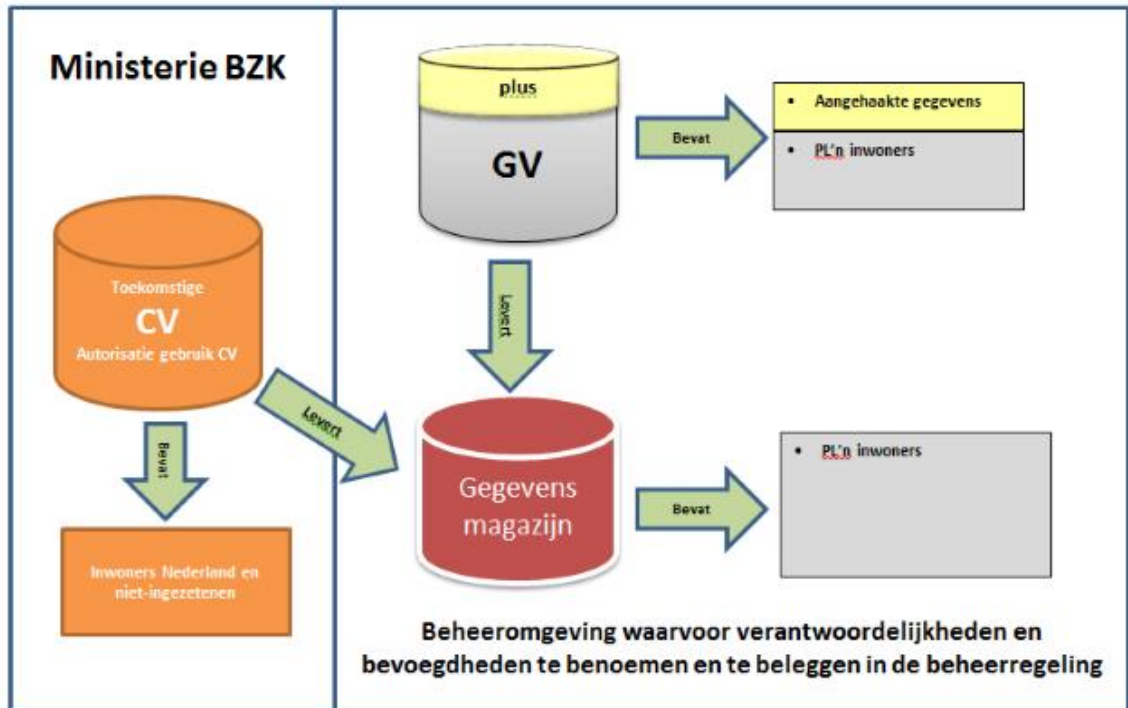 Ministerie BZK
Toekomstige
CV
Autorisatie gebruik CV
Bevat
Inwoners Nederland en
niet-ingezetenen
Levert
plus
GV
Bevat
• Aangehaakte gegevens
• PL'n inwoners
Levert
Gegevens
magazijn
Bevat
• PL'n inwoners
Beheeromgeving waarvoor verantwoordelijkheden en
bevoegdheden te benoemen en te beleggen in de beheerregeling